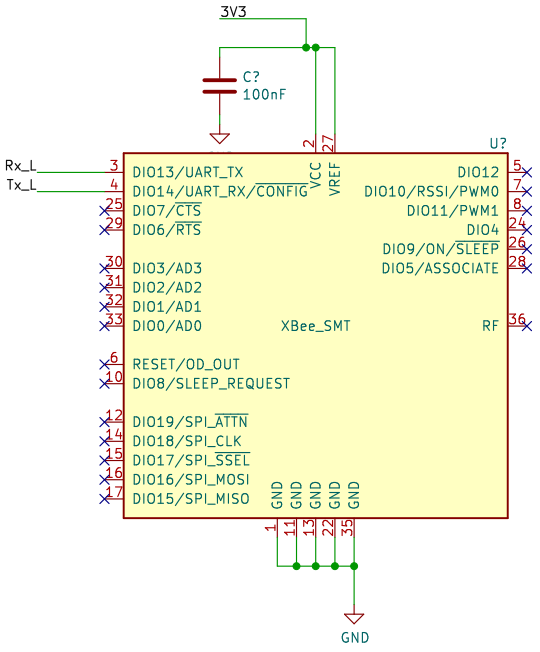 3V3
C?
100nF
U?
2 VCC
27 VREF
Rx_L 3 DIO13/UART_TX
Tx_L 4 DIO14/UART_RX/CONFIG
25 DIO7/CTS
29 DIO6/RTS
30 DIO3/AD3
31 DIO2/AD2
32 DIO1/AD1
33 DIO0/AD0
6 RESET/OD_OUT
10 DIO8/SLEEP_REQUEST
12 DIO19/SPI_ATTN
14 DIO18/SPI_CLK
15 DIO17/SPI_SSEL
16 DIO16/SPI_MOSI
17 DIO15/SPI_MISO
DIO12 5
DIO10/RSSI/PWM0 7
DIO11/PWM1 8
DIO4 24
DIO9/ON/SLEEP 26
DIO5/ASSOCIATE 28
RF 36
XBee_SMT
GND 1
GND 11
GND 13
GND 22
GND 35
GND